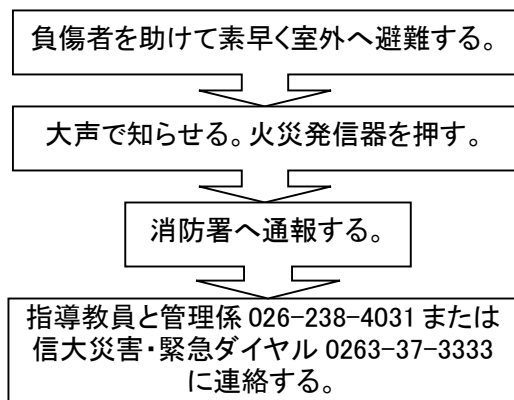 負傷者を助けて素早く室外へ避難する。
大声で知らせる。火災発信器を押す。
消防署へ通報する。
指導教員と管理係 026-238-4031 または
信大災害・緊急ダイヤル 0263-37-3333
に連絡する。